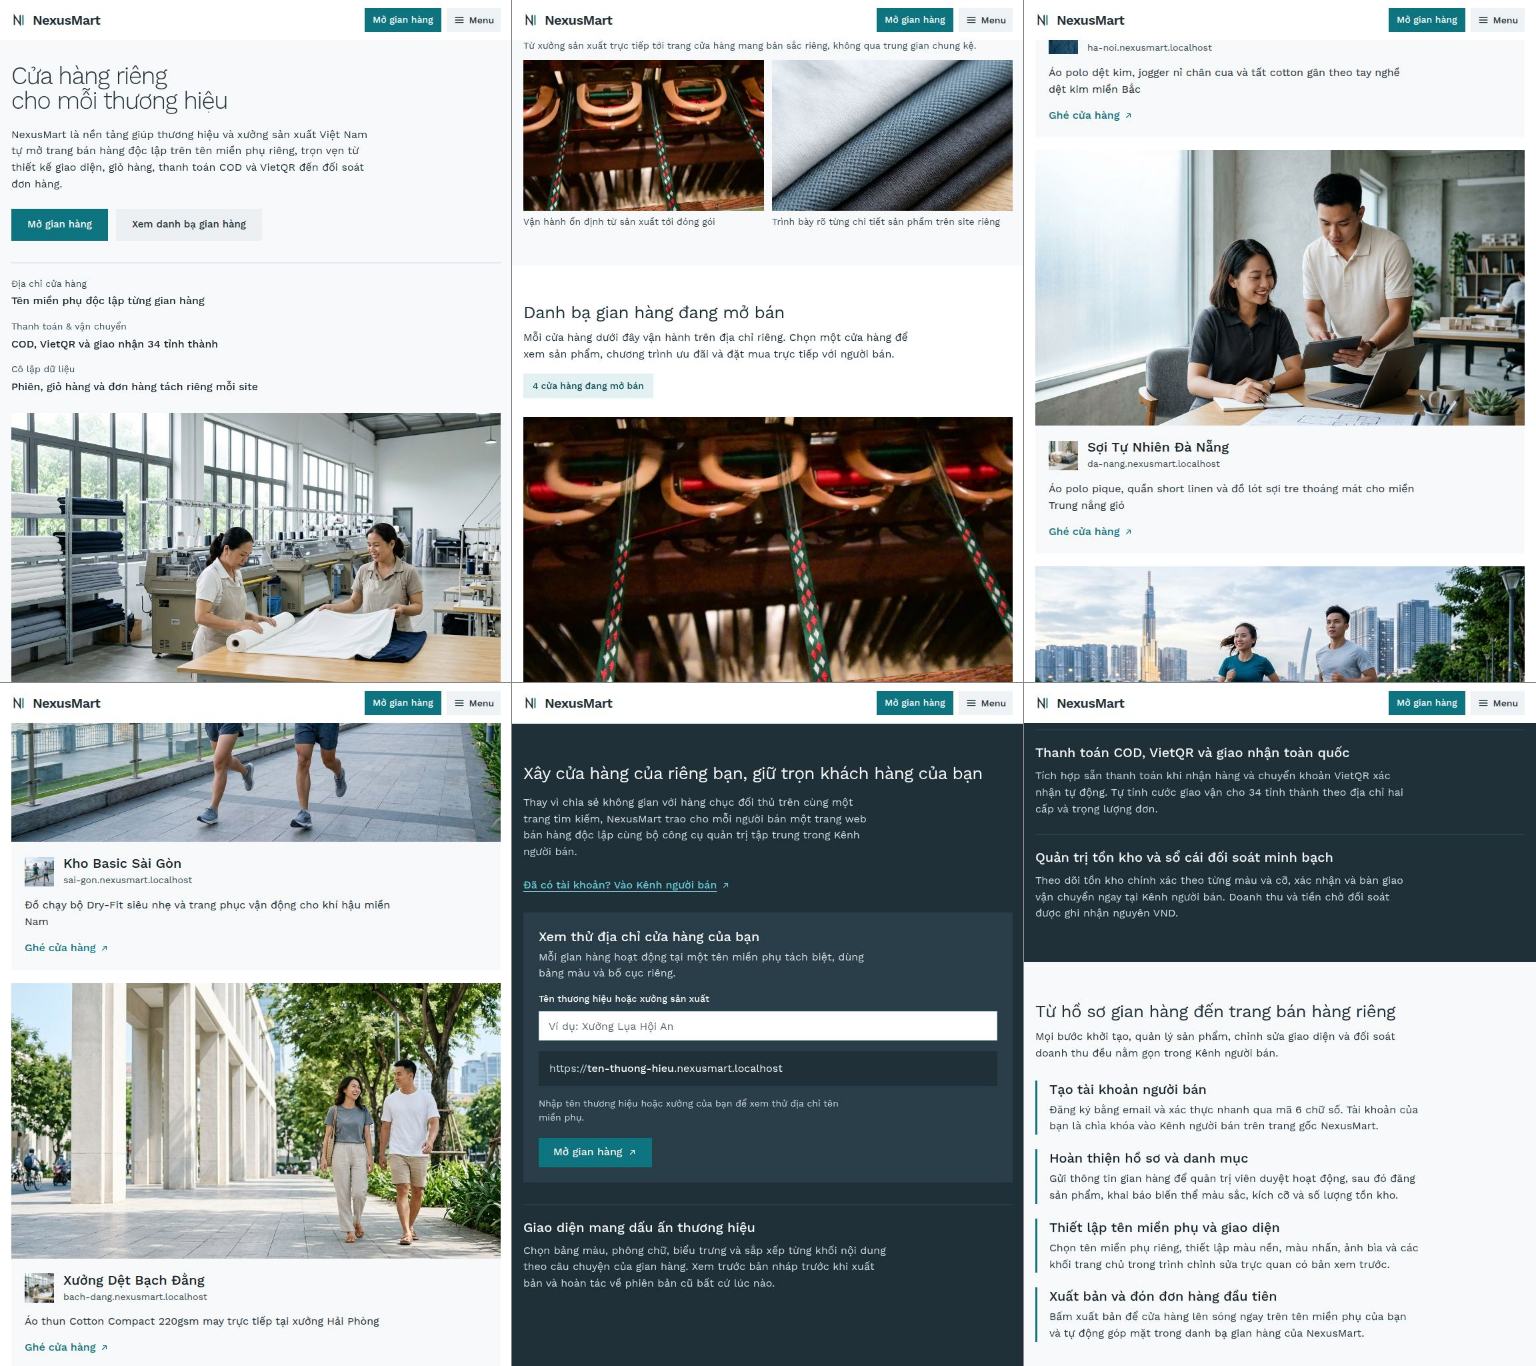 NexusMart
Mở gian hàng
Menu
Cửa hàng riêng
cho mỗi thương hiệu
NexusMart là nền tảng giúp thương hiệu và xưởng sản xuất Việt Nam
tự mở trang bán hàng độc lập trên tên miền phụ riêng, trọn vẹn từ
thiết kế giao diện, giỏ hàng, thanh toán COD và VietQR đến đối soát
đơn hàng.
Mở gian hàng
Xem danh bạ gian hàng
Địa chỉ cửa hàng
Tên miền phụ độc lập từng gian hàng
Thanh toán & vận chuyển
COD, VietQR và giao nhận 34 tỉnh thành
Cô lập dữ liệu
Phiên, giỏ hàng và đơn hàng tách riêng mỗi site
NexusMart
Mở gian hàng
Menu
Từ xưởng sản xuất trực tiếp tới trang cửa hàng mang bản sắc riêng, không qua trung gian chung kệ.
Vận hành ổn định từ sản xuất tới đóng gói
Trình bày rõ từng chi tiết sản phẩm trên site riêng
Danh bạ gian hàng đang mở bán
Mỗi cửa hàng dưới đây vận hành trên địa chỉ riêng. Chọn một cửa hàng để
xem sản phẩm, chương trình ưu đãi và đặt mua trực tiếp với người bán.
4 cửa hàng đang mở bán
NexusMart
Mở gian hàng
Menu
ha-noi.nexusmart.localhost
Áo polo dệt kim, jogger nỉ chân cua và tất cotton gân theo tay nghề
dệt kim miền Bắc
Ghé cửa hàng ↗
Sợi Tự Nhiên Đà Nẵng
da-nang.nexusmart.localhost
Áo polo pique, quần short linen và đồ lót sợi tre thoáng mát cho miền
Trung nắng gió
Ghé cửa hàng ↗
NexusMart
Mở gian hàng
Menu
Kho Basic Sài Gòn
sai-gon.nexusmart.localhost
Đồ chạy bộ Dry-Fit siêu nhẹ và trang phục vận động cho khí hậu miền
Nam
Ghé cửa hàng ↗
Xưởng Dệt Bạch Đằng
bach-dang.nexusmart.localhost
Áo thun Cotton Compact 220gsm may trực tiếp tại xưởng Hải Phòng
Ghé cửa hàng ↗
NexusMart
Mở gian hàng
Menu
Xây cửa hàng của riêng bạn, giữ trọn khách hàng của bạn
Thay vì chia sẻ không gian với hàng chục đối thủ trên cùng một
trang tìm kiếm, NexusMart trao cho mỗi người bán một trang web
bán hàng độc lập cùng bộ công cụ quản trị tập trung trong Kênh
người bán.
Đã có tài khoản? Vào Kênh người bán ↗
Xem thử địa chỉ cửa hàng của bạn
Mỗi gian hàng hoạt động tại một tên miền phụ tách biệt, dùng
bảng màu và bố cục riêng.
Tên thương hiệu hoặc xưởng sản xuất
Ví dụ: Xưởng Lụa Hội An
https://ten-thuong-hieu.nexusmart.localhost
Nhập tên thương hiệu hoặc xưởng của bạn để xem thử địa chỉ tên
miền phụ.
Mở gian hàng ↗
Giao diện mang dấu ấn thương hiệu
Chọn bảng màu, phông chữ, biểu trưng và sắp xếp từng khối nội dung
theo câu chuyện của gian hàng. Xem trước bản nháp trước khi xuất
bản và hoàn tác về phiên bản cũ bất cứ lúc nào.
NexusMart
Mở gian hàng
Menu
Thanh toán COD, VietQR và giao nhận toàn quốc
Tích hợp sẵn thanh toán khi nhận hàng và chuyển khoản VietQR xác
nhận tự động. Tự tính cước giao vận cho 34 tỉnh thành theo địa chỉ hai
cấp và trọng lượng đơn.
Quản trị tồn kho và sổ cái đối soát minh bạch
Theo dõi tồn kho chính xác theo từng màu và cỡ, xác nhận và bàn giao
vận chuyển ngay tại Kênh người bán. Doanh thu và tiền chờ đối soát
được ghi nhận nguyên VND.
Từ hồ sơ gian hàng đến trang bán hàng riêng
Mọi bước khởi tạo, quản lý sản phẩm, chỉnh sửa giao diện và đối soát
doanh thu đều nằm gọn trong Kênh người bán.
Tạo tài khoản người bán
Đăng ký bằng email và xác thực nhanh qua mã 6 chữ số. Tài khoản của
bạn là chìa khóa vào Kênh người bán trên trang gốc NexusMart.
Hoàn thiện hồ sơ và danh mục
Gửi thông tin gian hàng để quản trị viên duyệt hoạt động, sau đó đăng
sản phẩm, khai báo biến thể màu sắc, kích cỡ và số lượng tồn kho.
Thiết lập tên miền phụ và giao diện
Chọn tên miền phụ riêng, thiết lập màu nền, màu nhấn, ảnh bìa và các
khối trang chủ trong trình chỉnh sửa trực quan có bản xem trước.
Xuất bản và đón đơn hàng đầu tiên
Bấm xuất bản để cửa hàng lên sóng ngay trên tên miền phụ của bạn
và tự động góp mặt trong danh bạ gian hàng của NexusMart.